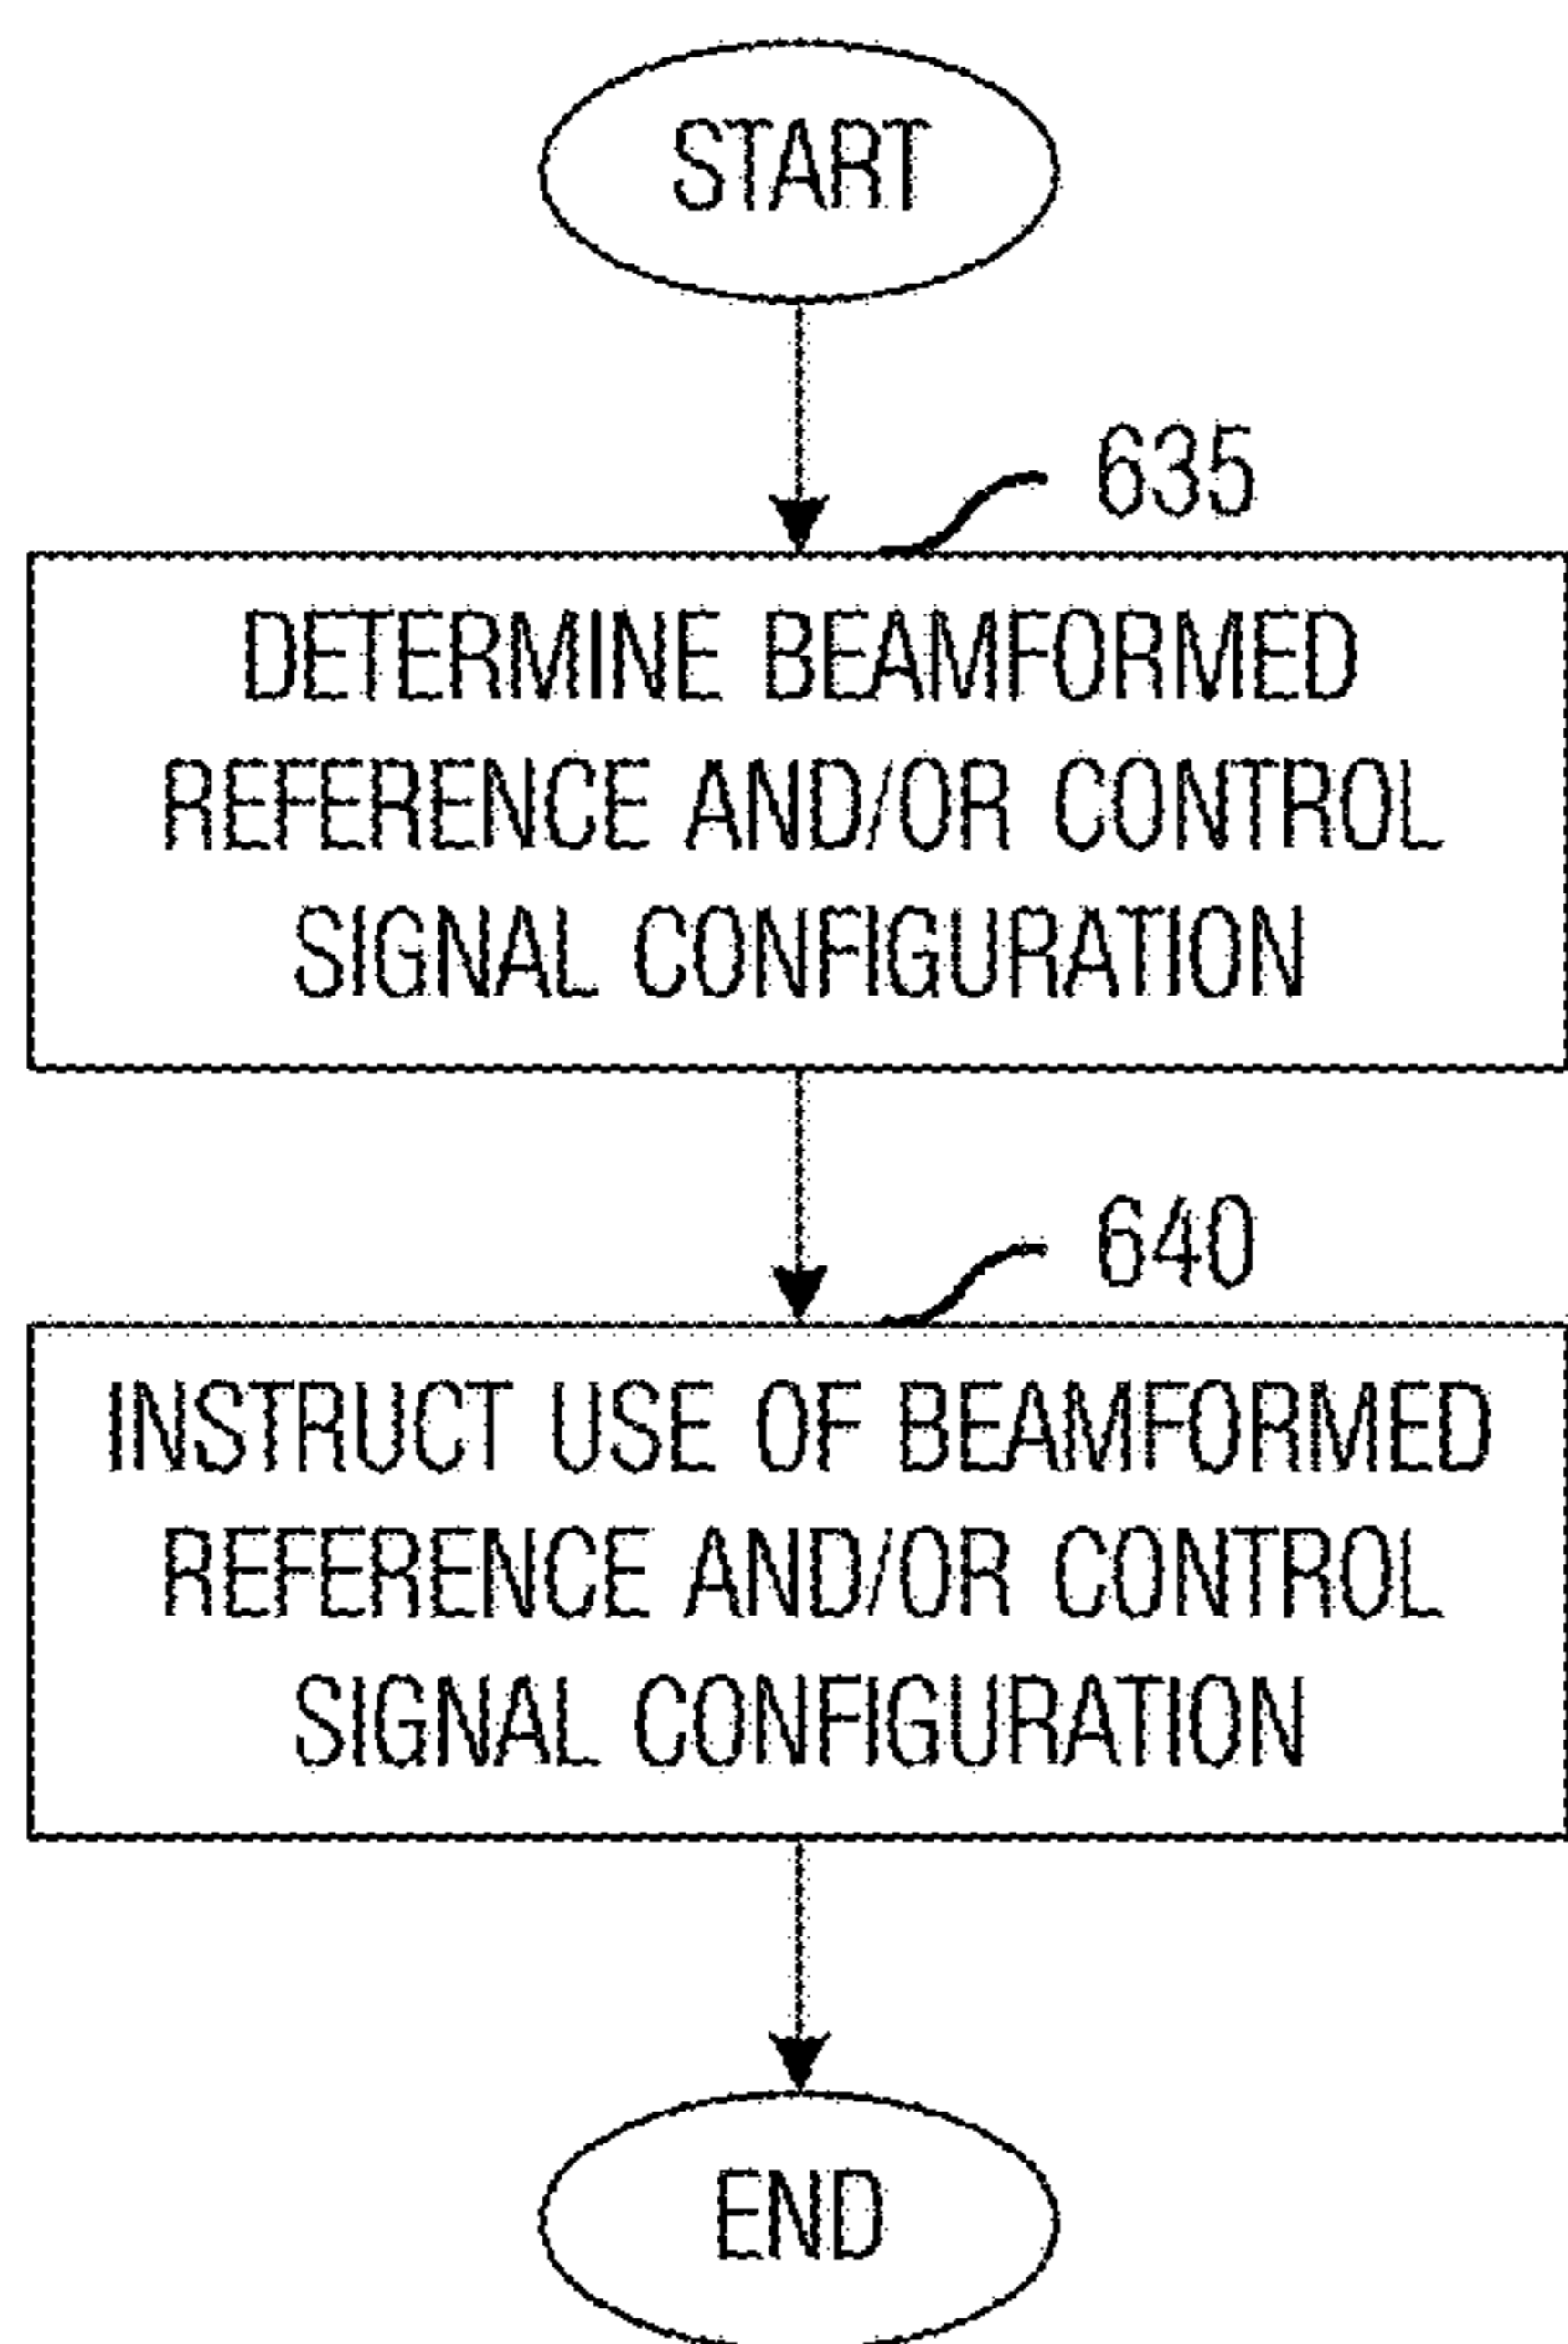 START
635
DETERMINE BEAMFORMED
REFERENCE AND/OR CONTROL
SIGNAL CONFIGURATION
640
INSTRUCT USE OF BEAMFORMED
REFERENCE AND/OR CONTROL
SIGNAL CONFIGURATION
END